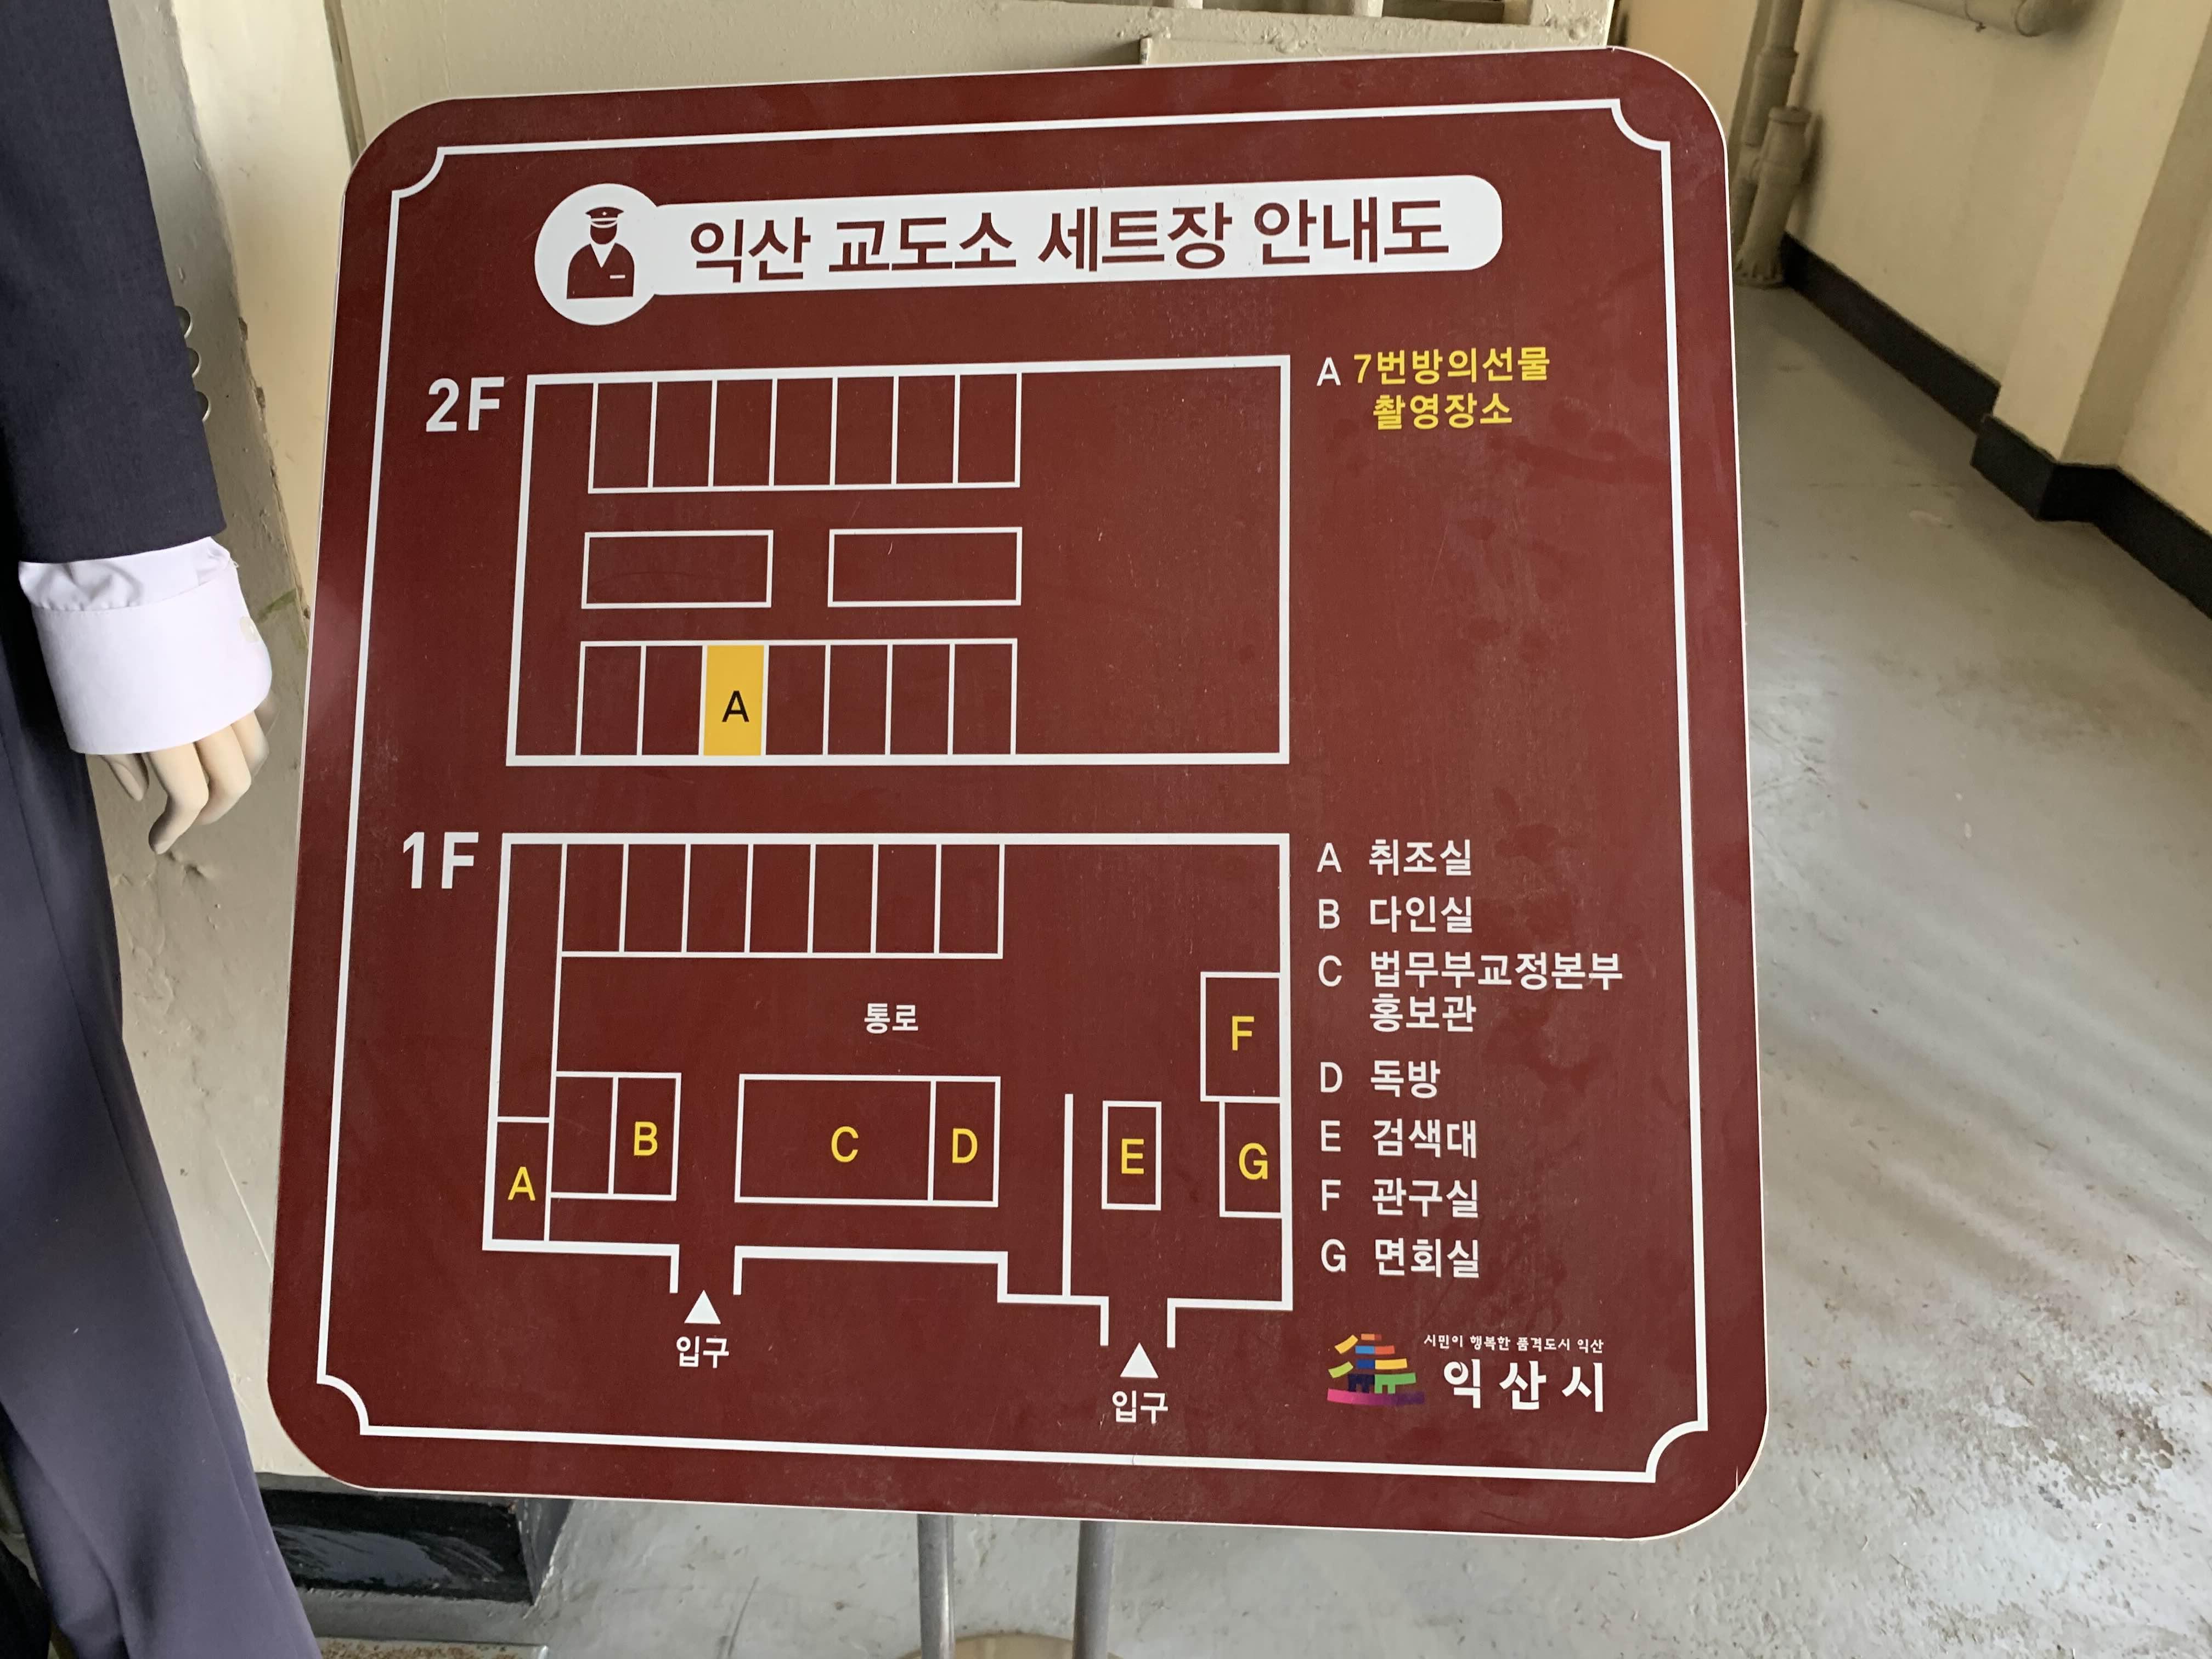 익산 교도소 세트장 안내도
2F
A 7번방의선물
촬영장소
A
1F
A 취조실
B 다인실
C 법무부교정본부
홍보관
D 독방
E 검색대
F 관구실
G 면회실
통로
F
A
B
C
D
E
G
입구
입구
시민이 행복한 품격도시 익산
익산시